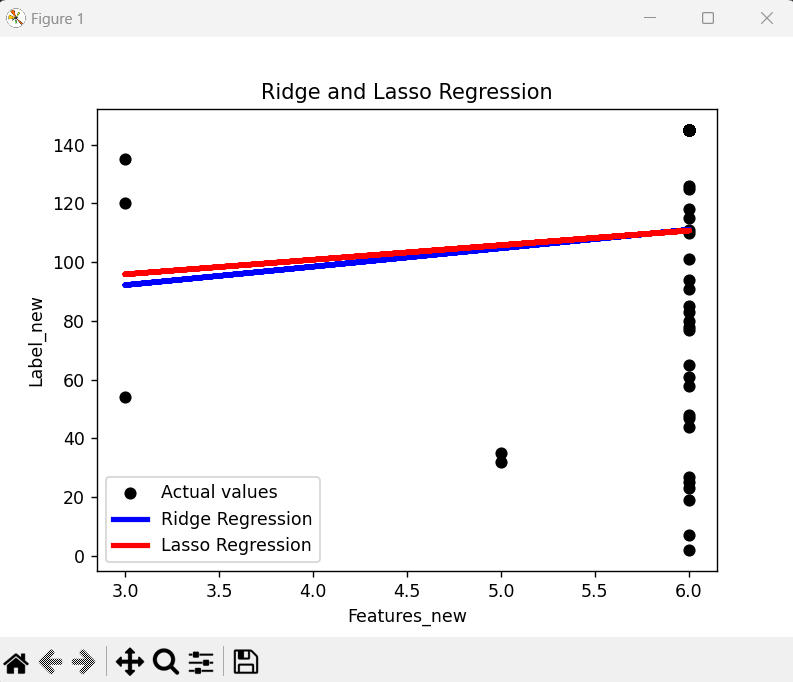 Figure 1
Ridge and Lasso Regression
140
120
100
80
60
40
20
0
Label_new
Actual values
Ridge Regression
Lasso Regression
3.0 3.5 4.0 4.5 5.0 5.5 6.0
Features_new